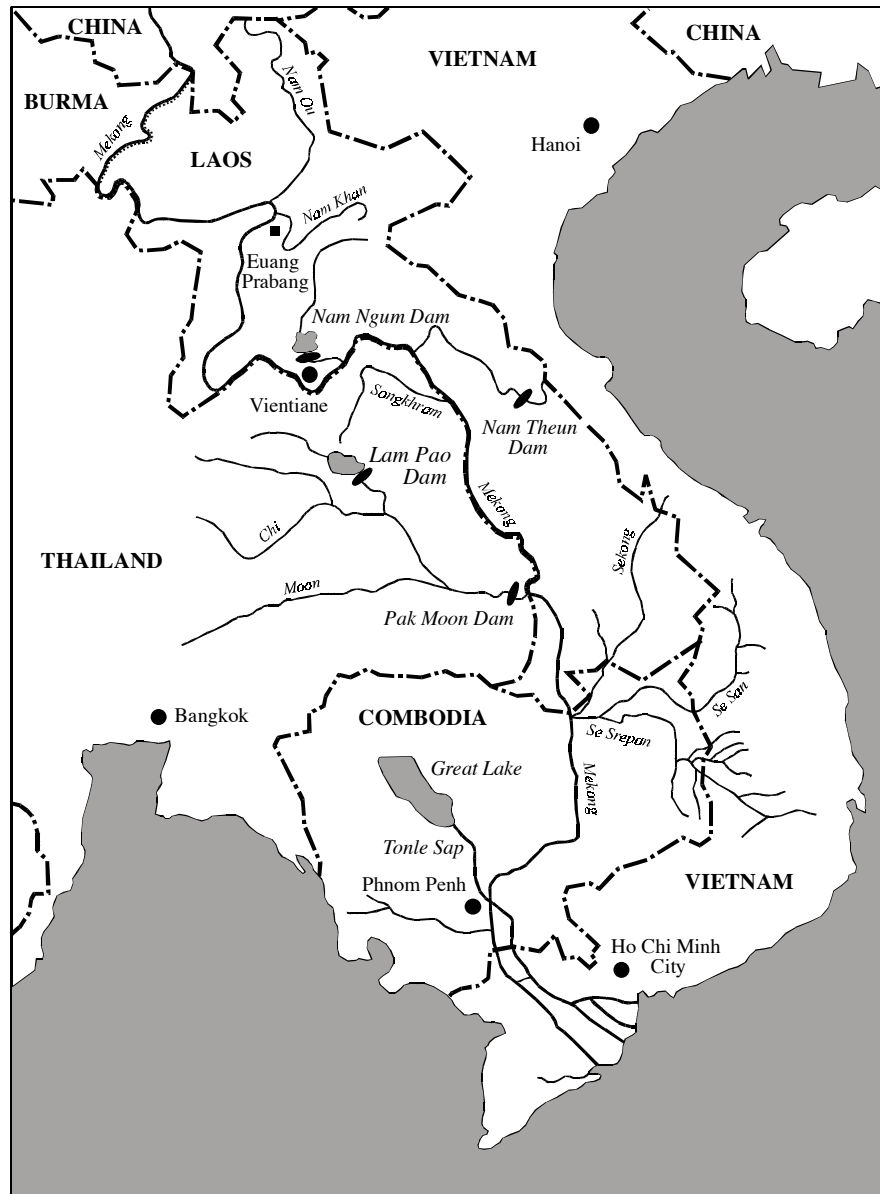 CHINA
VIETNAM
CHINA
BURMA
Nam Ou
Mekong
Hanoi
LAOS
Nam Khan
Euang
Prabang
Nam Ngum Dam
Vientiane
Songkhram
Nam Theun
Dam
Lam Pao
Dam
Mekong
Chi
Sekong
THAILAND
Moon
Pak Moon Dam
Se San
Bangkok
COMBODIA
Se Srepan
Great Lake
Mekong
Tonle Sap
Phnom Penh
VIETNAM
Ho Chi Minh
City